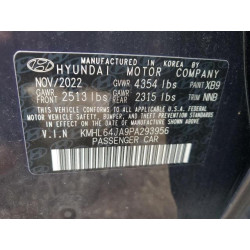 MANUFACTURED IN KOREA BY
HYUNDAI MOTOR COMPANY
NOV/2022 GVWR 4354 lbs PAINT XB9
GAWR FRONT 2513 lbs GAWR REAR 2315 lbs TRIM NNB
THIS VEHICLE CONFORMS TO ALL APPLICABLE
U.S. FEDERAL MOTOR VEHICLE SAFETY, BUMPER,
AND THEFT PREVENTION STANDARDS IN EFFECT ON
THE DATE OF MANUFACTURE SHOWN ABOVE.
V.I.N KMHL64JA9PA293956
PASSENGER CAR